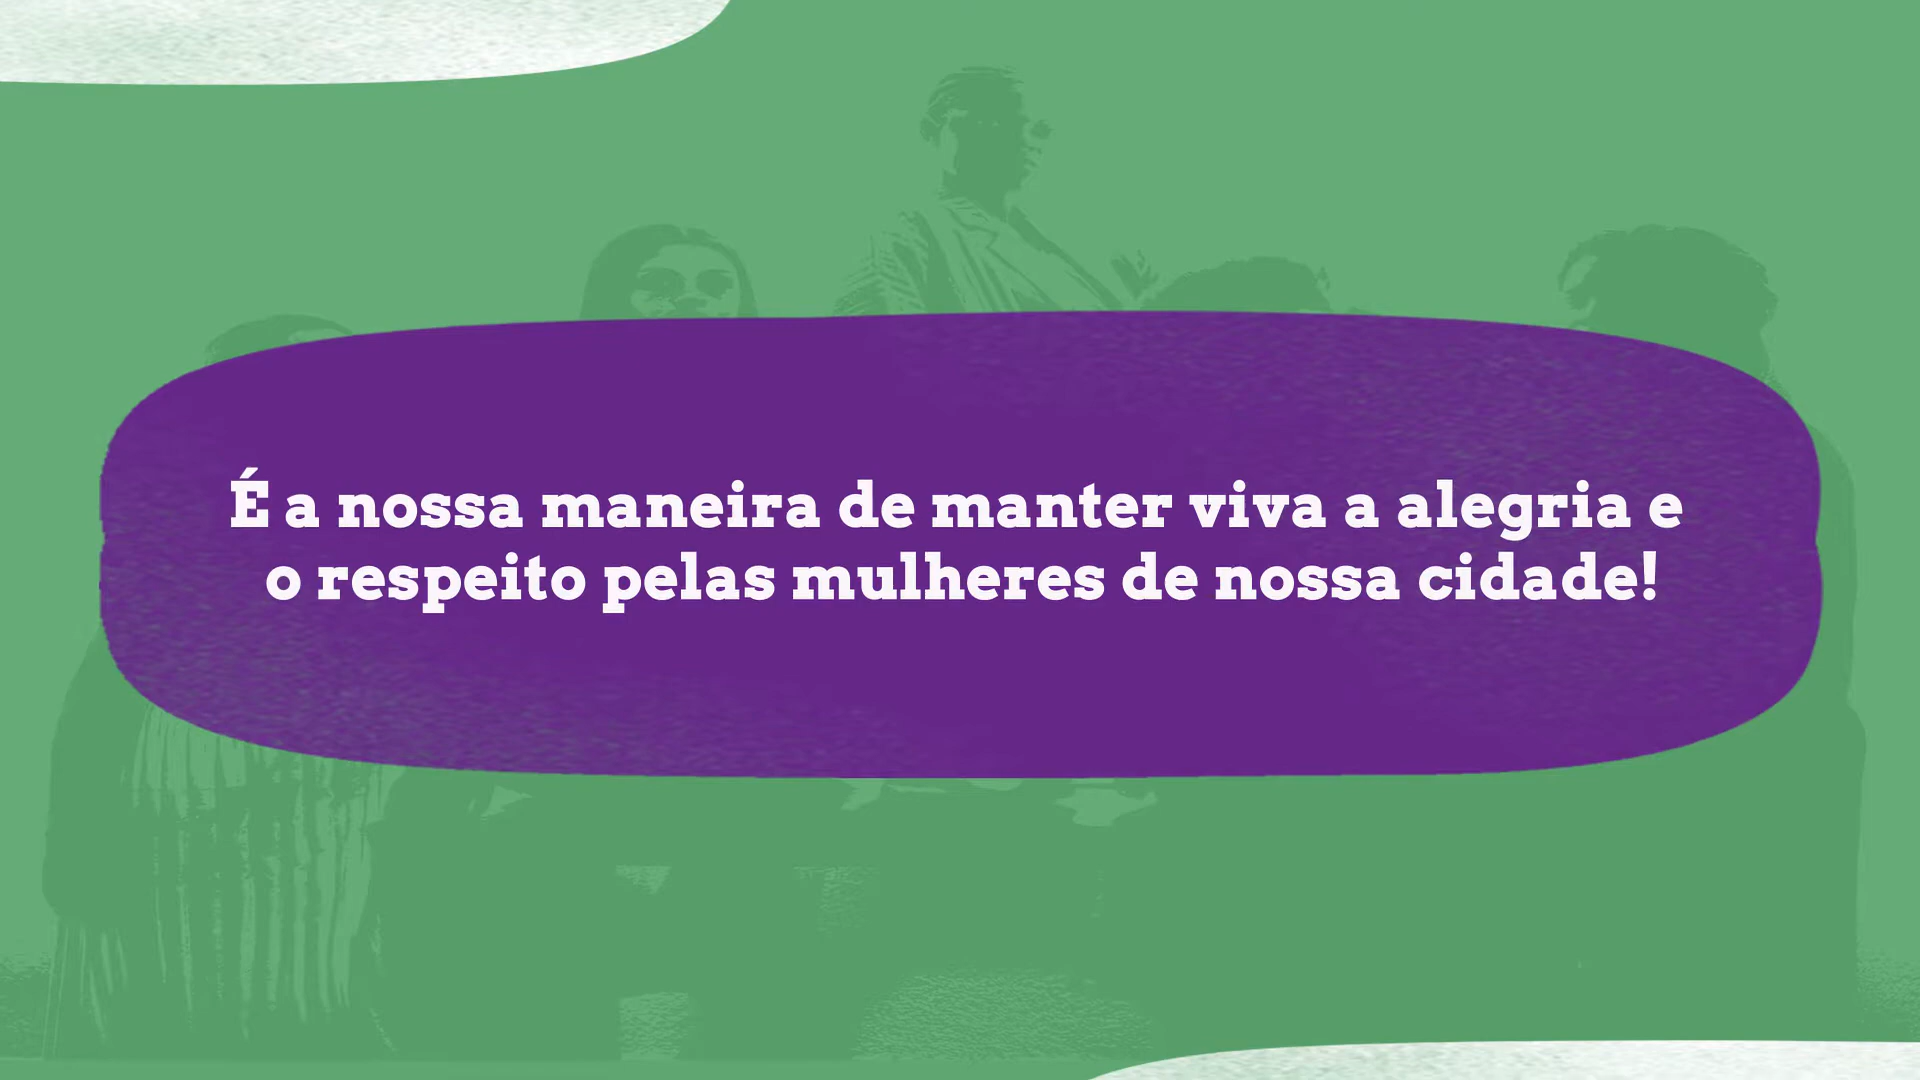 É a nossa maneira de manter viva a alegria e
o respeito pelas mulheres de nossa cidade!